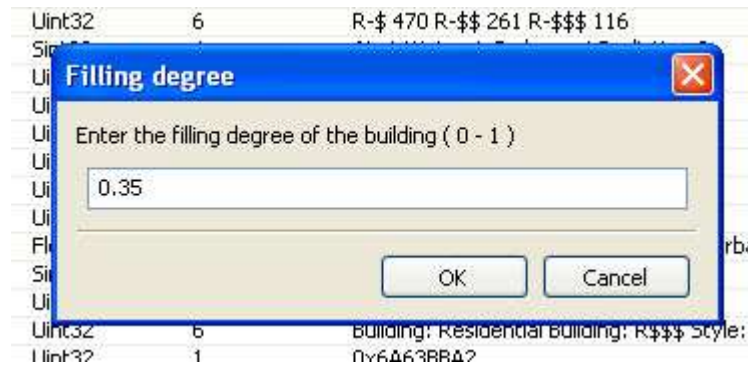 Uint32 6 R-$ 470 R-$$ 261 R-$$$ 116
Filling degree
Enter the filling degree of the building ( 0 - 1 )
0.35
OK Cancel
Uint32 6 Building: Residential Building: R$$$ Style:
Uint32 1 0x6A63BBA2